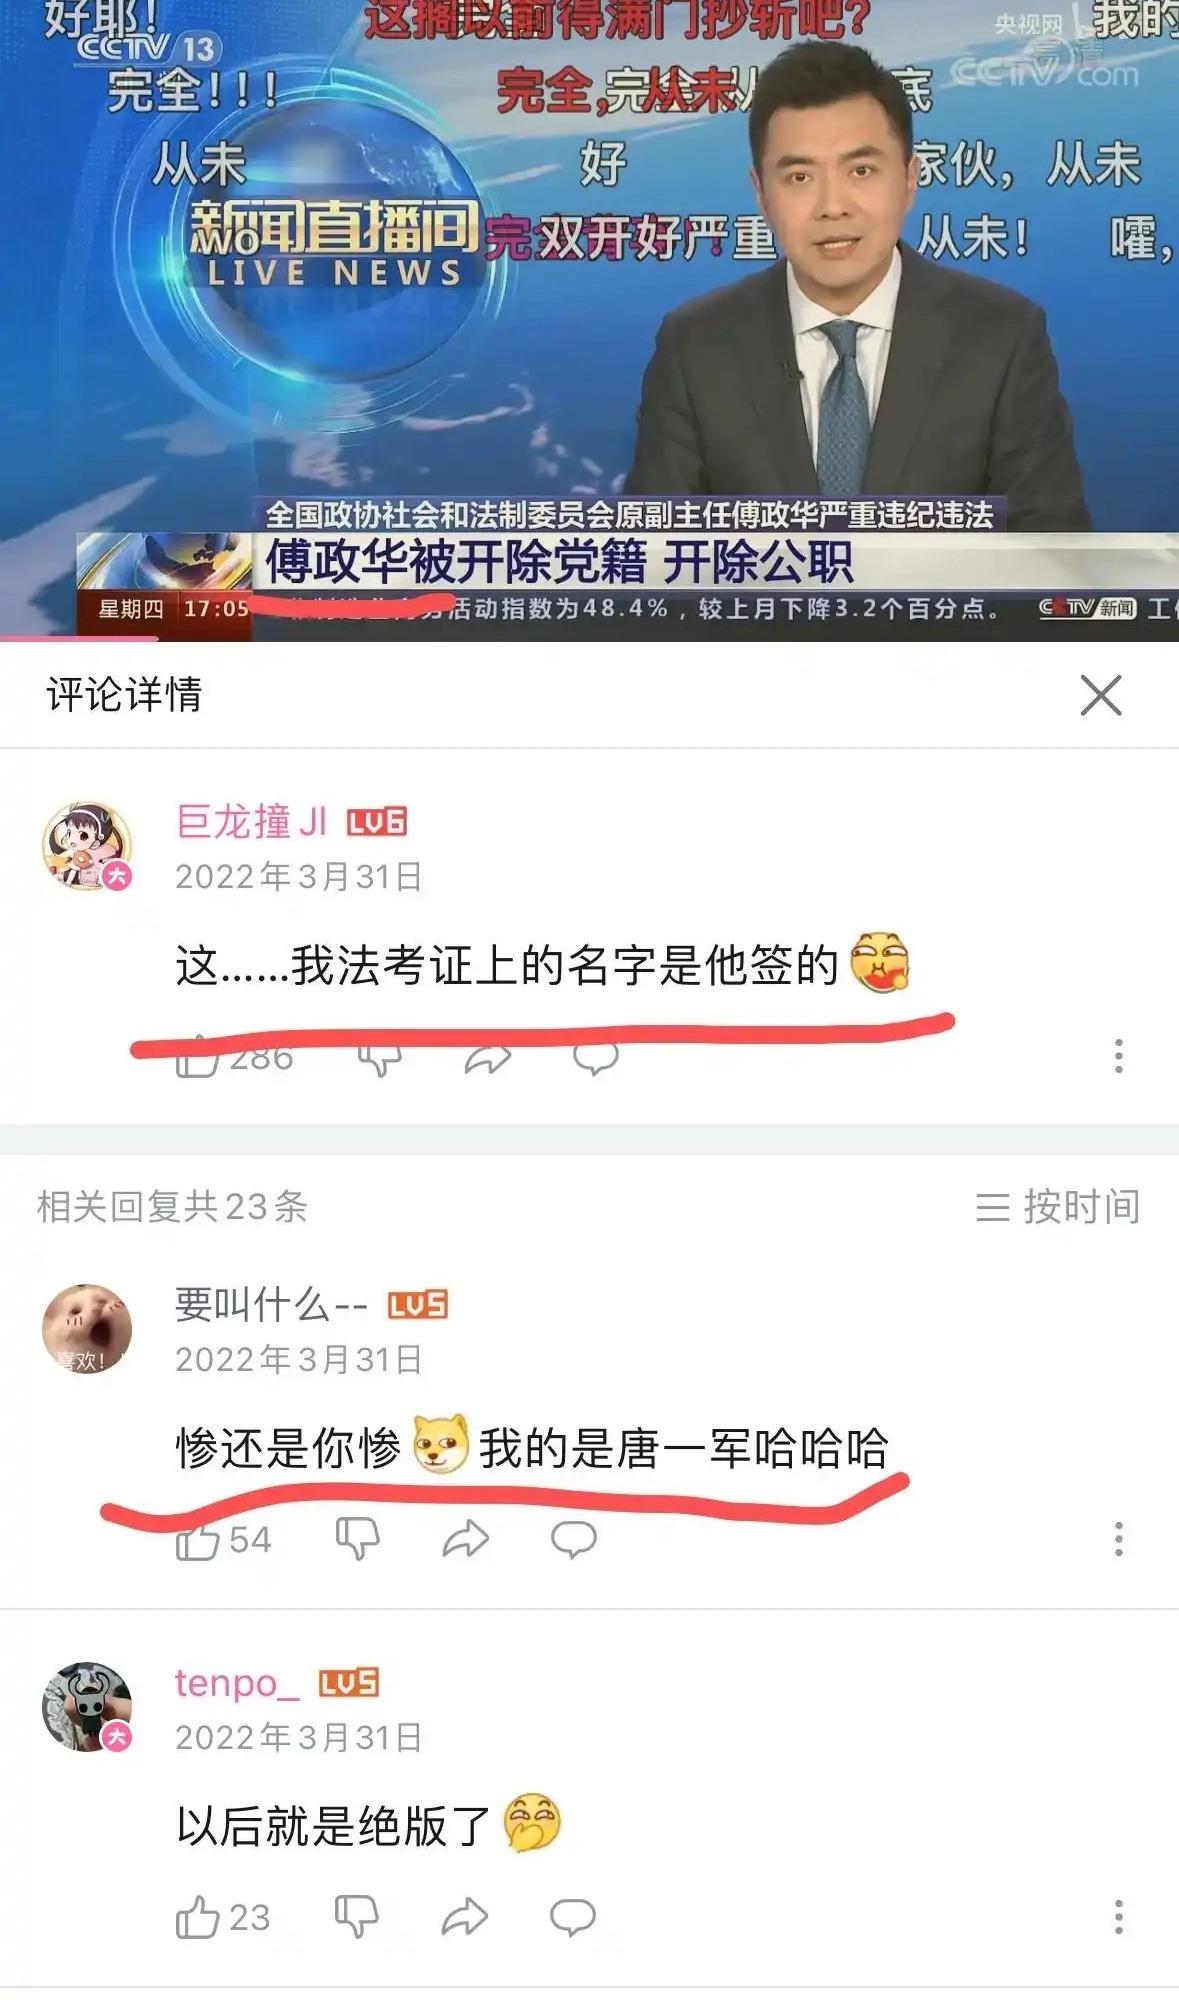 好耶！
这搁以前得满门抄斩吧？
央视网
我的
CCTV 13
高清
CCTV com
完全！！！
完全，
完全
从未
底
从未
好
家伙，从未
新闻直播间
LIVE NEWS
WO
双开好严重
从未！
嚯，
全国政协社会和法制委员会原副主任傅政华严重违纪违法
傅政华被开除党籍 开除公职
星期四 17:05
活动指数为48.4%，较上月下降3.2个百分点。
CCTV 新闻
评论详情
巨龙撞JI LV6
2022年3月31日
这……我法考证上的名字是他签的
286
相关回复共23条
按时间
要叫什么-- LV5
2022年3月31日
喜欢！
惨还是你惨 我的是唐一军哈哈哈
54
tenpo_ LV5
2022年3月31日
以后就是绝版了
23